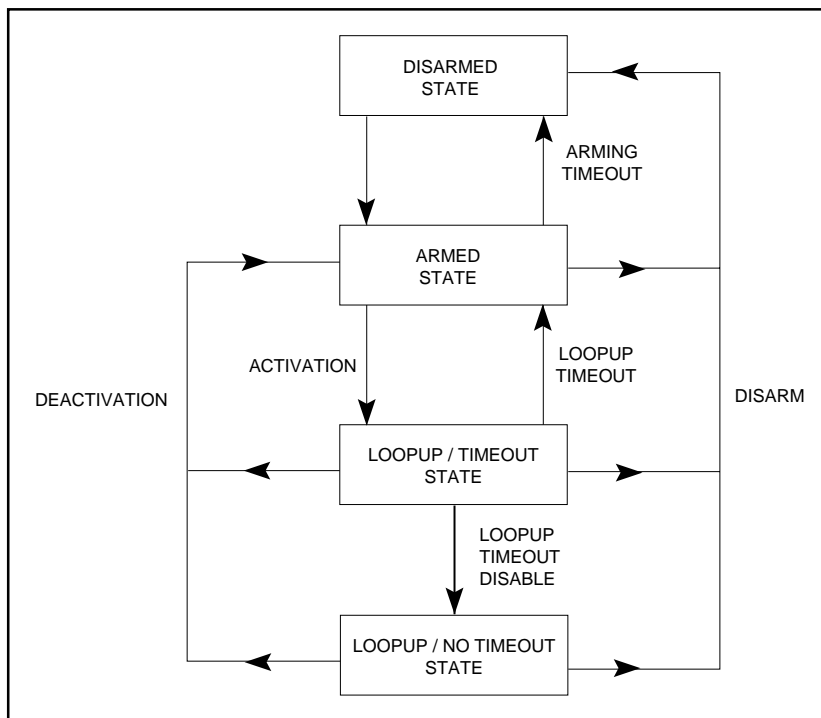 DISARMED
STATE
ARMING
TIMEOUT
ARMED
STATE
ACTIVATION
LOOPUP
TIMEOUT
DEACTIVATION
DISARM
LOOPUP / TIMEOUT
STATE
LOOPUP
TIMEOUT
DISABLE
LOOPUP / NO TIMEOUT
STATE